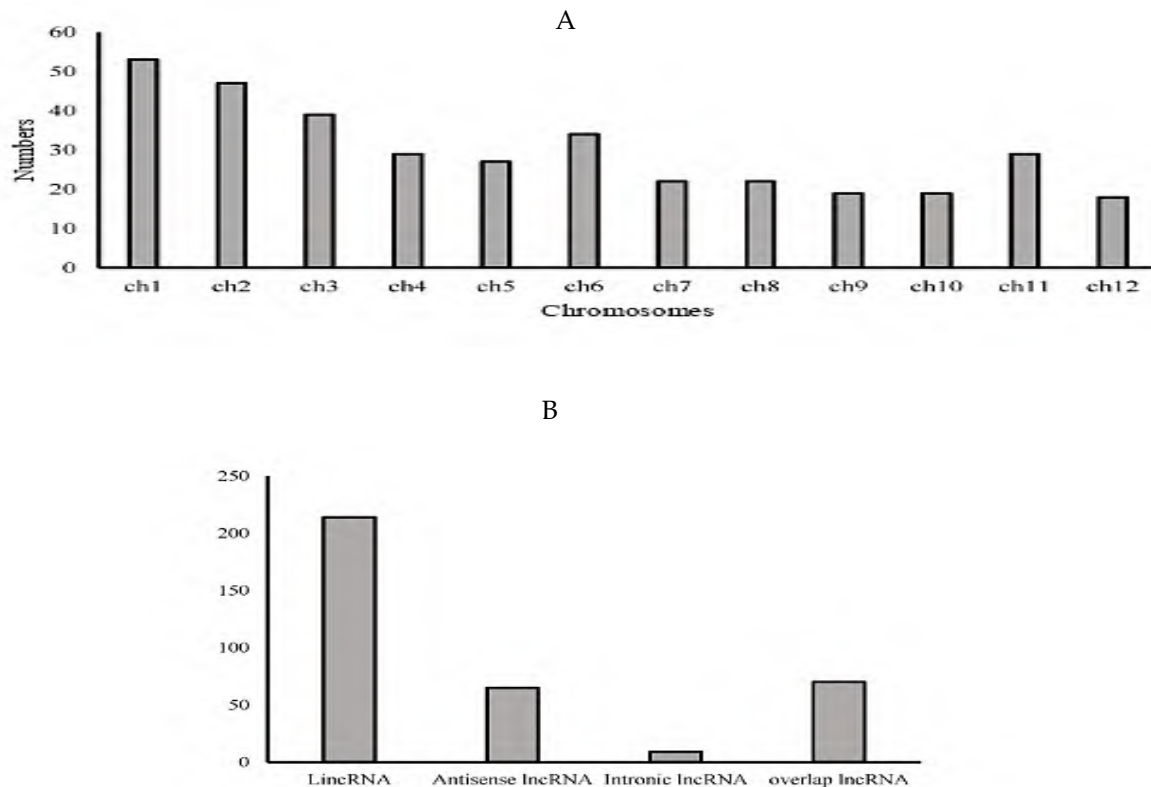 A
60
50
40
30
20
10
0
Numbers
ch1 ch2 ch3 ch4 ch5 ch6 ch7 ch8 ch9 ch10 ch11 ch12
Chromosomes
B
250
200
150
100
50
0
LincRNA Antisense lncRNA Intronic lncRNA overlap lncRNA